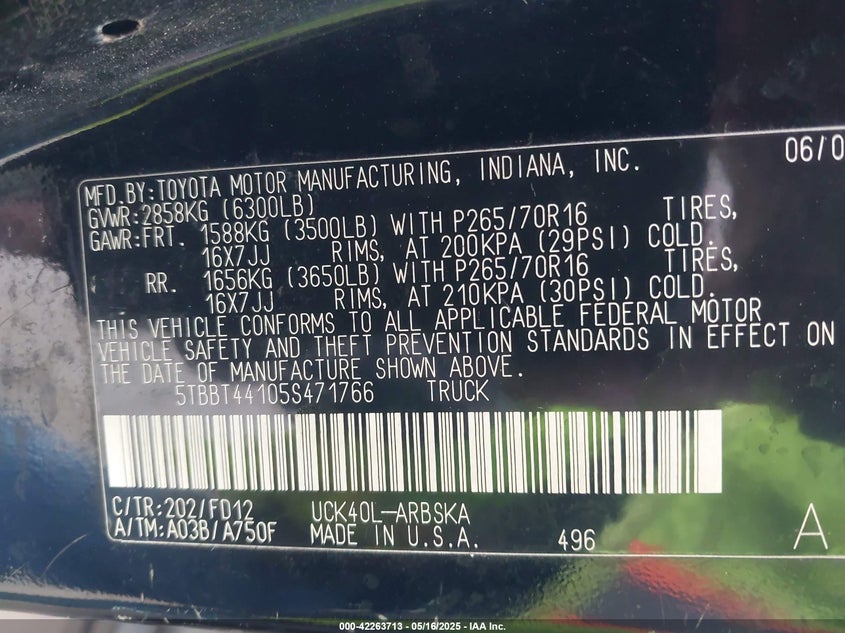 06/0
MFD.BY:TOYOTA MOTOR MANUFACTURING, INDIANA, INC.
GVWR:2858KG (6300LB)
GAWR:FRT. 1588KG (3500LB) WITH P265/70R16 TIRES,
16X7JJ RIMS, AT 200KPA (29PSI) COLD.
RR. 1656KG (3650LB) WITH P265/70R16 TIRES,
16X7JJ RIMS, AT 210KPA (30PSI) COLD.
THIS VEHICLE CONFORMS TO ALL APPLICABLE FEDERAL MOTOR
VEHICLE SAFETY AND THEFT PREVENTION STANDARDS IN EFFECT ON
THE DATE OF MANUFACTURE SHOWN ABOVE.
5TBBT44105S471766 TRUCK
C/TR:202/FD12 UCK40L-ARBSKA
A/TM:A03B/A750F MADE IN U.S.A. 496 A
000-42263713 - 05/16/2025 - IAA Inc.